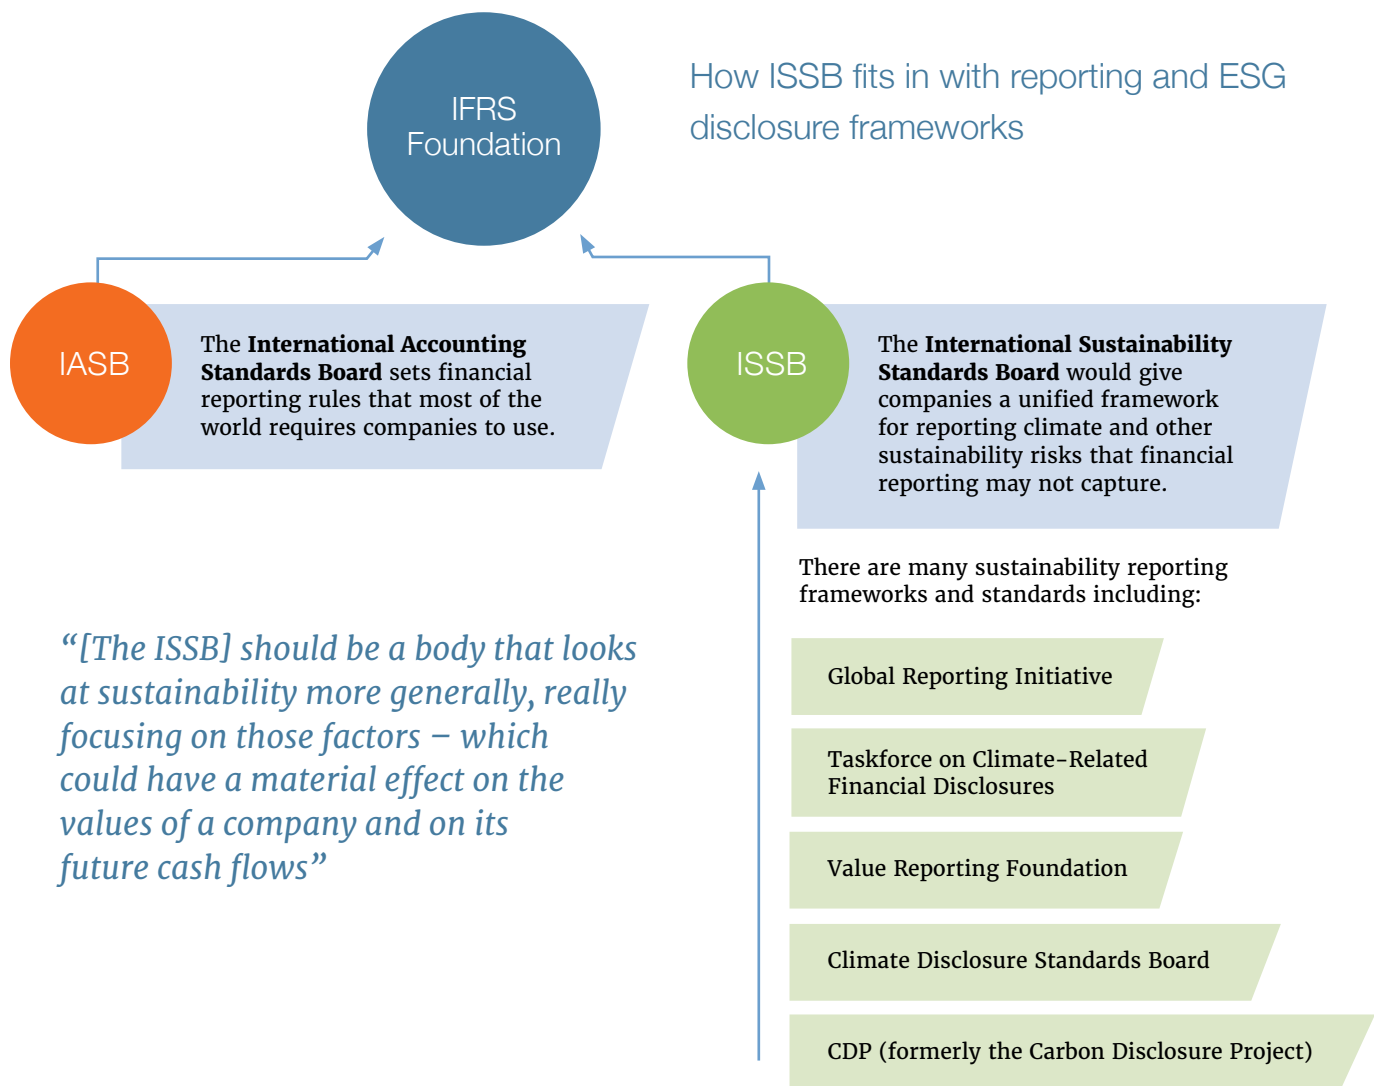 How ISSB fits in with reporting and ESG
disclosure frameworks
IFRS
Foundation
IASB
The International Accounting
Standards Board sets financial
reporting rules that most of the
world requires companies to use.
ISSB
The International Sustainability
Standards Board would give
companies a unified framework
for reporting climate and other
sustainability risks that financial
reporting may not capture.
There are many sustainability reporting
frameworks and standards including:
Global Reporting Initiative
Taskforce on Climate-Related
Financial Disclosures
Value Reporting Foundation
Climate Disclosure Standards Board
CDP (formerly the Carbon Disclosure Project)
“[The ISSB] should be a body that looks
at sustainability more generally, really
focusing on those factors – which
could have a material effect on the
values of a company and on its
future cash flows”